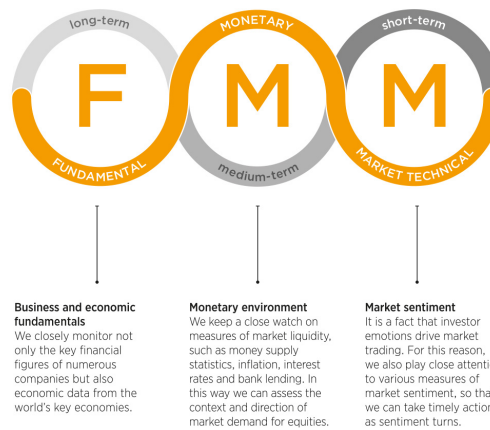 long-term
MONETARY
short-term
F
M
M
FUNDAMENTAL
medium-term
MARKET TECHNICAL
Business and economic
fundamentals
We closely monitor not
only the key financial
figures of numerous
companies but also
economic data from the
world's key economies.
Monetary environment
We keep a close watch on
measures of market liquidity,
such as money supply
statistics, inflation, interest
rates and bank lending. In
this way we can assess the
context and direction of
market demand for equities.
Market sentiment
It is a fact that investor
emotions drive market
trading. For this reason,
we also play close attenti
to various measures of
market sentiment, so tha
we can take timely action
as sentiment turns.